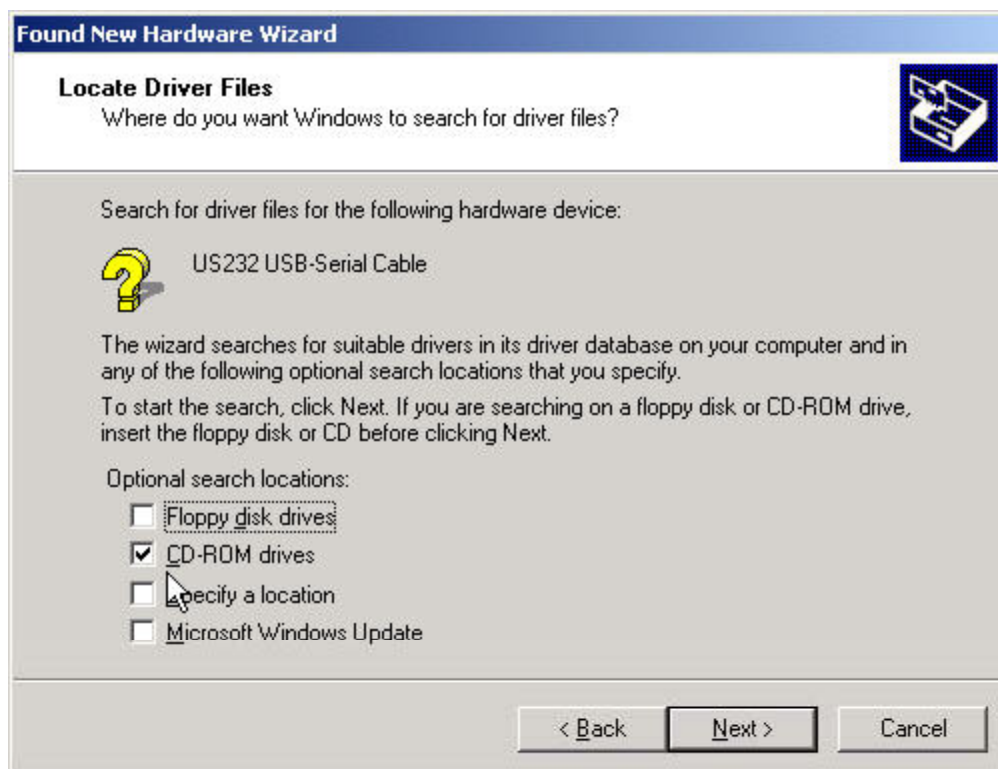 Found New Hardware Wizard
Locate Driver Files
Where do you want Windows to search for driver files?
Search for driver files for the following hardware device:
US232 USB-Serial Cable
The wizard searches for suitable drivers in its driver database on your computer and in
any of the following optional search locations that you specify.
To start the search, click Next. If you are searching on a floppy disk or CD-ROM drive,
insert the floppy disk or CD before clicking Next.
Optional search locations:
Floppy disk drives
CD-ROM drives
Specify a location
Microsoft Windows Update
< Back
Next >
Cancel